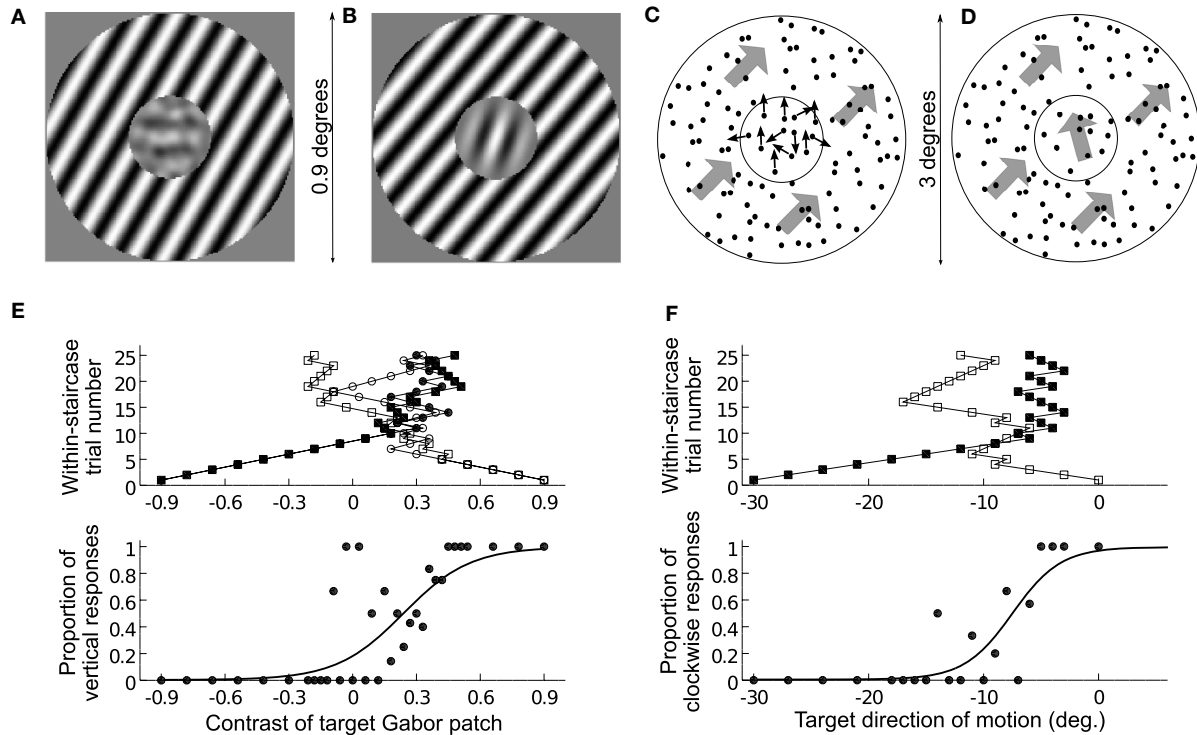 A
B
C
D
0.9 degrees
3 degrees
E
F
Within-staircase
trial number
25
20
15
10
5
0
-0.9 -0.6 -0.3 0 0.3 0.6 0.9
Within-staircase
trial number
25
20
15
10
5
0
-30 -20 -10 0
Proportion of
vertical responses
1
0.8
0.6
0.4
0.2
0
-0.9 -0.6 -0.3 0 0.3 0.6 0.9
Contrast of target Gabor patch
Proportion of
clockwise responses
1
0.8
0.6
0.4
0.2
0
-30 -20 -10 0
Target direction of motion (deg.)